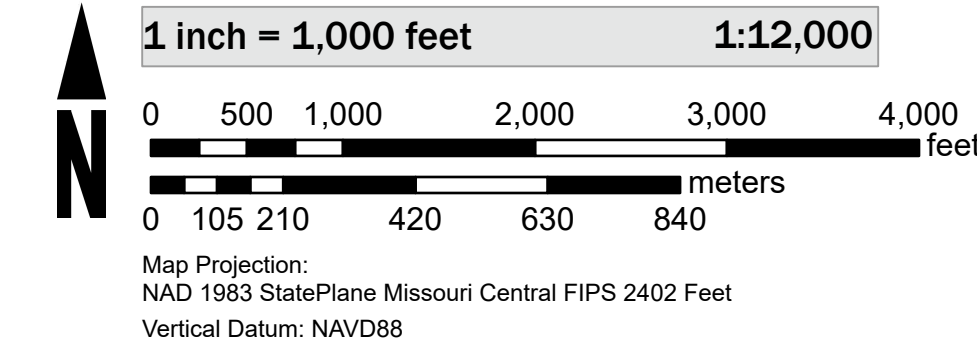 1 inch = 1,000 feet 1:12,000
N
0 500 1,000 2,000 3,000 4,000
feet
meters
0 105 210 420 630 840
Map Projection:
NAD 1983 StatePlane Missouri Central FIPS 2402 Feet
Vertical Datum: NAVD88